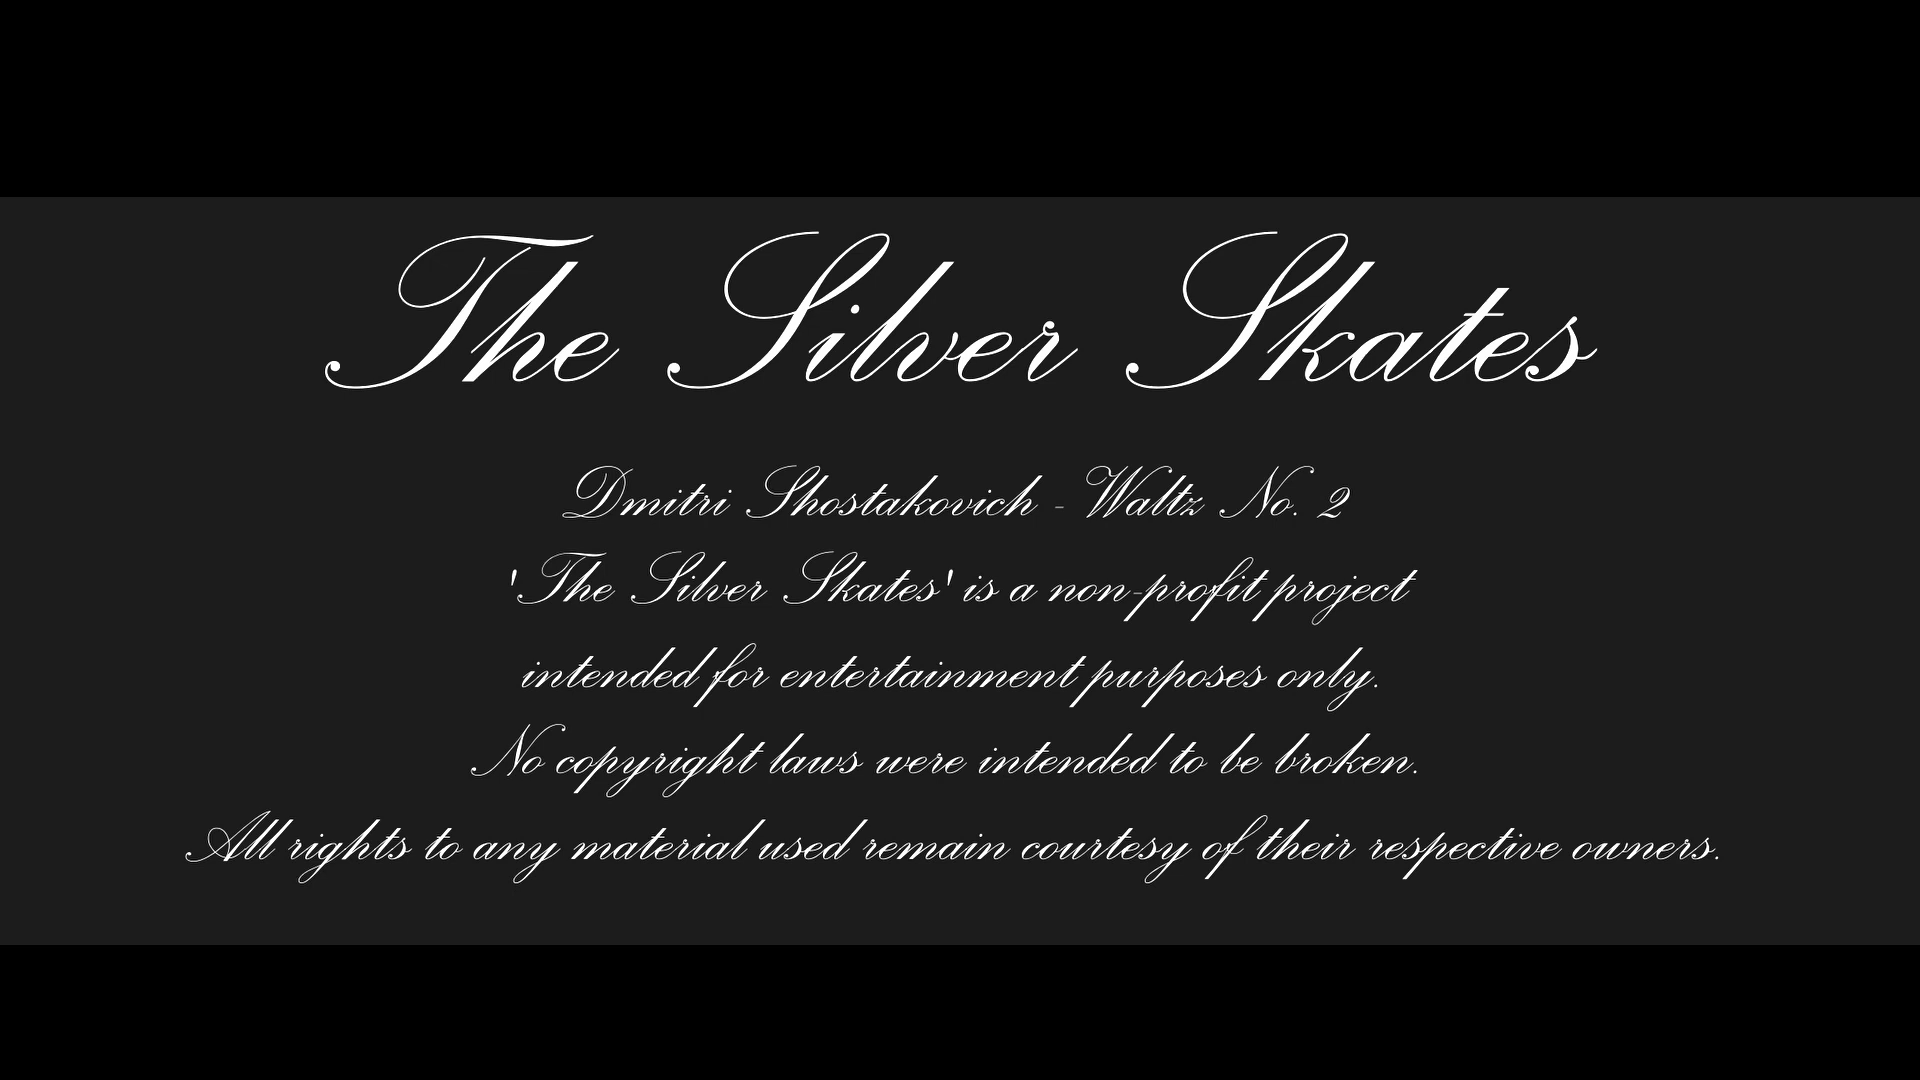 The Silver Skates
Dmitri Shostakovich - Waltz No. 2
'The Silver Skates' is a non-profit project
intended for entertainment purposes only.
No copyright laws were intended to be broken.
All rights to any material used remain courtesy of their respective owners.